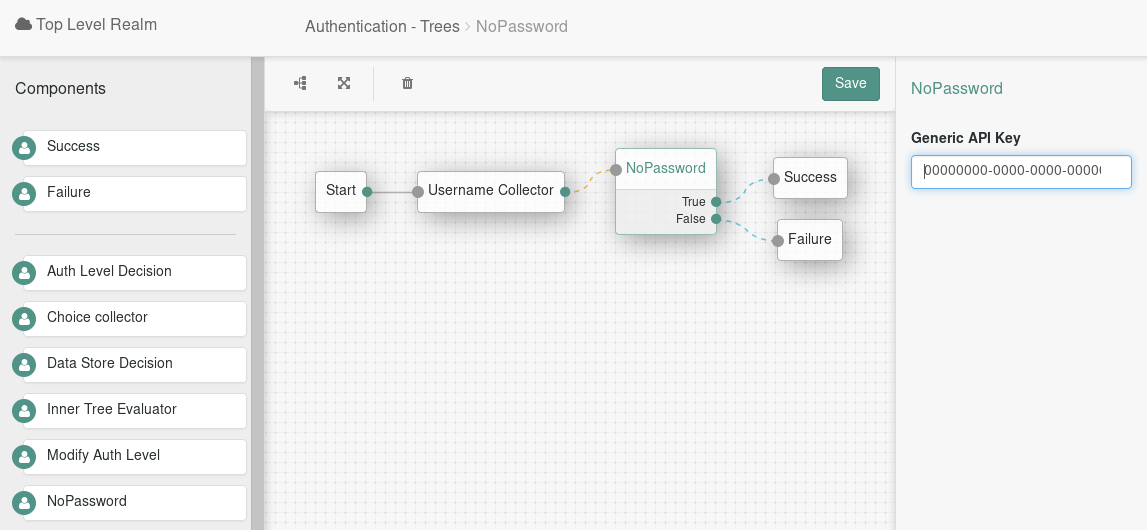 Top Level Realm
Authentication - Trees > NoPassword
Components
Success
Failure
Auth Level Decision
Choice collector
Data Store Decision
Inner Tree Evaluator
Modify Auth Level
NoPassword
Save
Start
Username Collector
NoPassword
True
False
Success
Failure
NoPassword
Generic API Key
00000000-0000-0000-0000